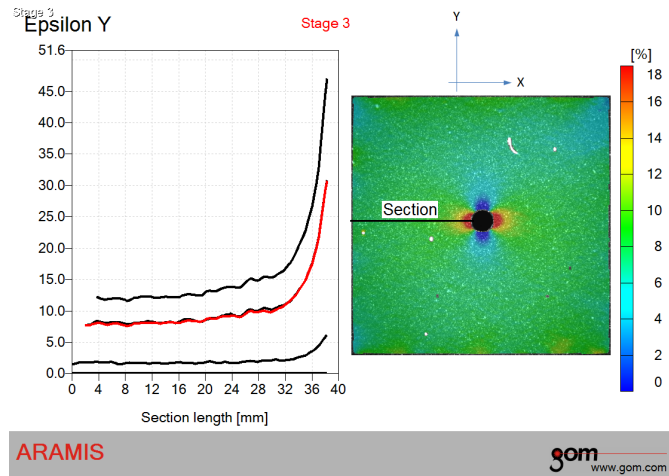 Stage 3
Epsilon Y
Stage 3
51.6
45.0
40.0
35.0
30.0
25.0
20.0
15.0
10.0
5.0
0.0
0 4 8 12 16 20 24 28 32 36 40
Section length [mm]
Y
X
Section
[%]
18
16
14
12
10
8
6
4
2
0
ARAMIS
gom
www.gom.com